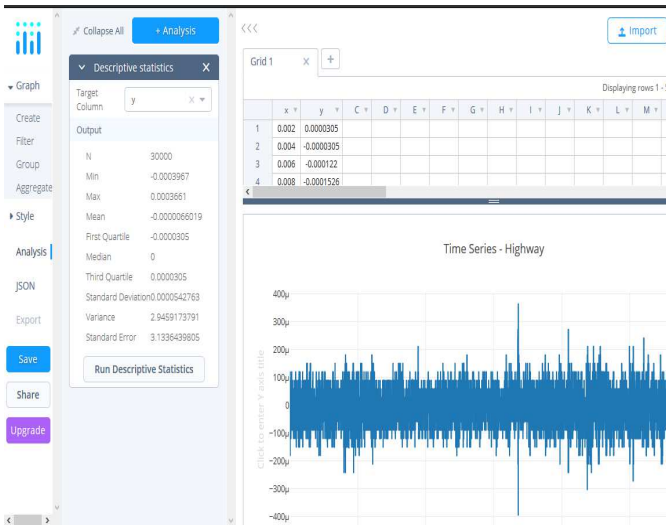 Collapse All
+ Analysis
Import
Descriptive statistics X
Grid 1 X +
Graph
Target Column
y
Displaying rows 1 -
Create
Filter
Group
Aggregate
Output
x y C D E F G H I J K L M
N 30000
Min -0.0003967
Max 0.0003661
Mean -0.0000066019
First Quartile -0.0000305
Median 0
Third Quartile 0.0000305
Standard Deviation0.0000542763
Variance 2.9459173791
Standard Error 3.1336439805
Run Descriptive Statistics
1 0.002 0.0000305
2 0.004 -0.0000305
3 0.006 -0.000122
4 0.008 -0.0001526
Style
Analysis
JSON
Export
Save
Share
Upgrade
Time Series - Highway
Click to enter Y axis title
400μ
300μ
200μ
100μ
0
−100μ
−200μ
−300μ
−400μ